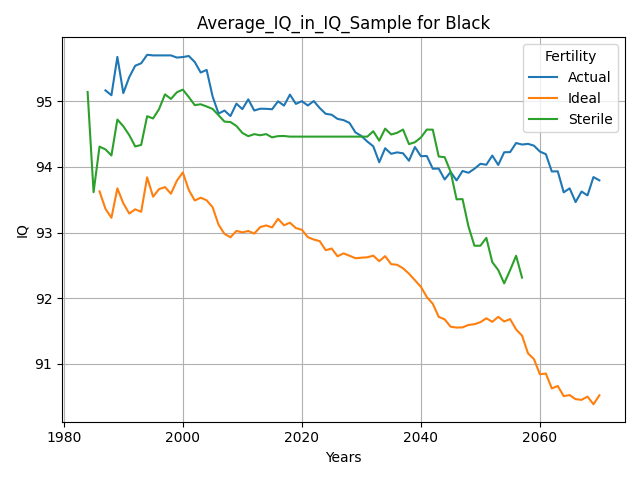 Average_IQ_in_IQ_Sample for Black
Fertility
Actual
Ideal
Sterile
IQ
95
94
93
92
91
1980
2000
2020
2040
2060
Years